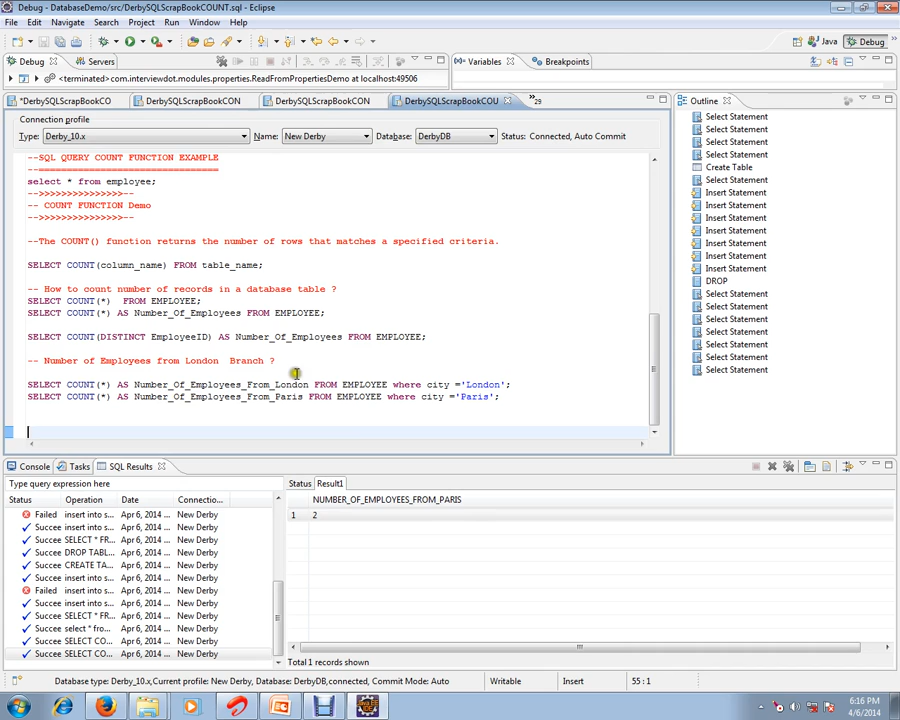 Debug - DatabaseDemo/src/DerbySQLScrapBookCOUNT.sql - Eclipse
File Edit Navigate Search Project Run Window Help
Java Debug
Debug Servers
<terminated> com.interviewdot.modules.properties.ReadFromPropertiesDemo at localhost:49506
Variables Breakpoints
*DerbySQLScrapBookCO DerbySQLScrapBookCON DerbySQLScrapBookCON DerbySQLScrapBookCOU »29
Connection profile
Type: Derby_10.x Name: New Derby Database: DerbyDB Status: Connected, Auto Commit
--SQL QUERY COUNT FUNCTION EXAMPLE
--================================
select * from employee;
-->>>>>>>>>>>>>>>--
-- COUNT FUNCTION Demo
-->>>>>>>>>>>>>>>--
--The COUNT() function returns the number of rows that matches a specified criteria.
SELECT COUNT(column_name) FROM table_name;
-- How to count number of records in a database table ?
SELECT COUNT(*)  FROM EMPLOYEE;
SELECT COUNT(*) AS Number_Of_Employees FROM EMPLOYEE;
SELECT COUNT(DISTINCT EmployeeID) AS Number_Of_Employees FROM EMPLOYEE;
-- Number of Employees from London  Branch ?
SELECT COUNT(*) AS Number_Of_Employees_From_London FROM EMPLOYEE where city ='London';
SELECT COUNT(*) AS Number_Of_Employees_From_Paris FROM EMPLOYEE where city ='Paris';
Outline
Select Statement
Select Statement
Select Statement
Select Statement
Create Table
Select Statement
Insert Statement
Insert Statement
Insert Statement
Insert Statement
Insert Statement
Insert Statement
Insert Statement
DROP
Select Statement
Select Statement
Select Statement
Select Statement
Select Statement
Select Statement
Select Statement
Console Tasks SQL Results
Type query expression here
Status Operation Date Connectio...
Failed insert into s... Apr 6, 2014 ... New Derby
Succee insert into s... Apr 6, 2014 ... New Derby
Succee SELECT * F... Apr 6, 2014 ... New Derby
Succee DROP TABL... Apr 6, 2014 ... New Derby
Succee CREATE TA... Apr 6, 2014 ... New Derby
Succee insert into s... Apr 6, 2014 ... New Derby
Failed insert into s... Apr 6, 2014 ... New Derby
Succee insert into s... Apr 6, 2014 ... New Derby
Succee SELECT * FR... Apr 6, 2014 ... New Derby
Succee select * fro... Apr 6, 2014 ... New Derby
Succee SELECT CO... Apr 6, 2014 ... New Derby
Succee SELECT CO... Apr 6, 2014 ... New Derby
Status Result1
NUMBER_OF_EMPLOYEES_FROM_PARIS
1 2
Total 1 records shown
Database type: Derby_10.x,Current profile: New Derby, Database: DerbyDB,connected, Commit Mode: Auto Writable Insert 55 : 1
6:16 PM
4/6/2014